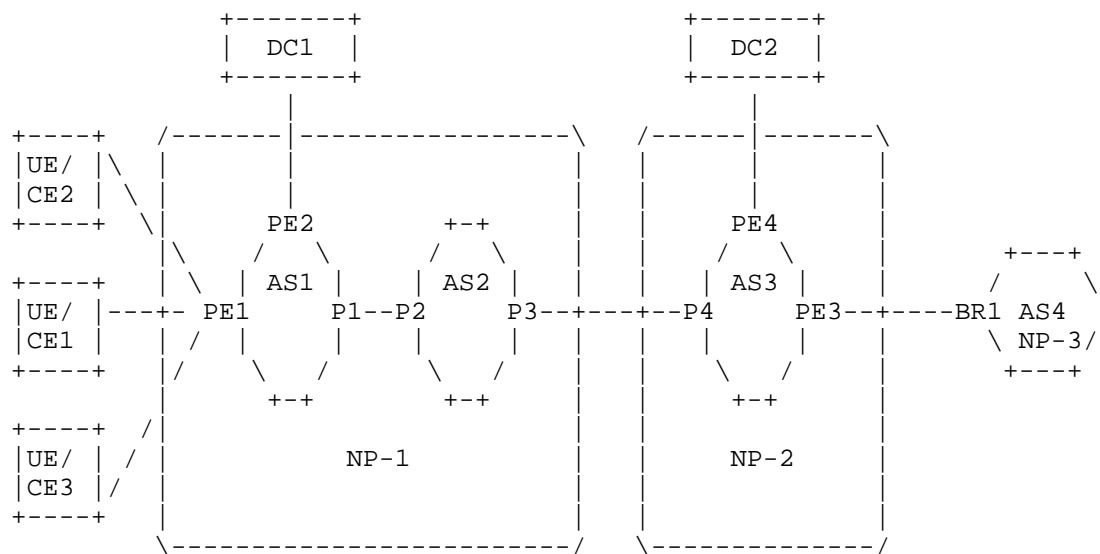 DC1 DC2
UE/
CE2
PE2 PE4
AS1 AS2 AS3
UE/ PE1 P1--P2 P3 P4 PE3 BR1 AS4
CE1 NP-3
UE/ NP-1 NP-2
CE3